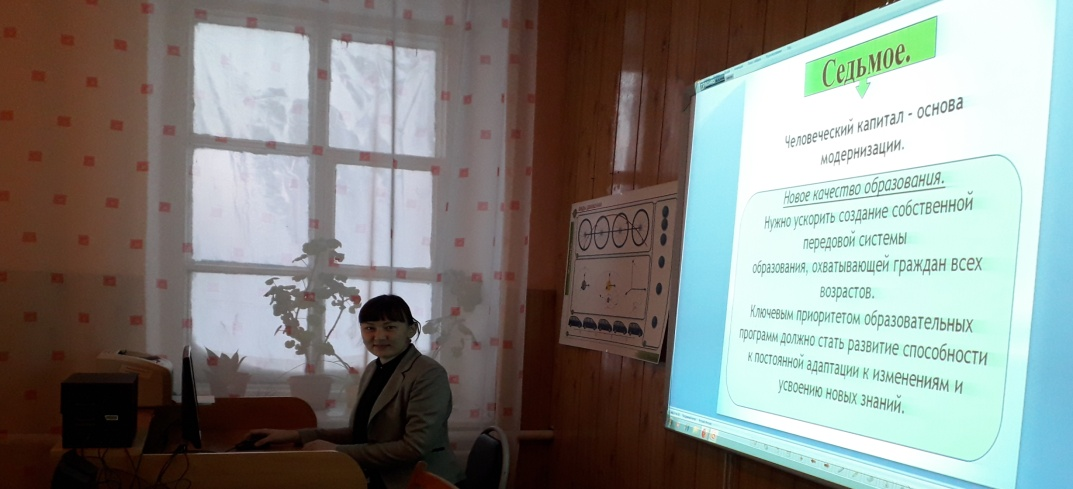 Седьмое.
Человеческий капитал - основа
модернизации.
Новое качество образования.
Нужно ускорить создание собственной
передовой системы
образования, охватывающей граждан всех
возрастов.
Ключевым приоритетом образовательных
программ должно стать развитие способности
к постоянной адаптации к изменениям и
усвоению новых знаний.